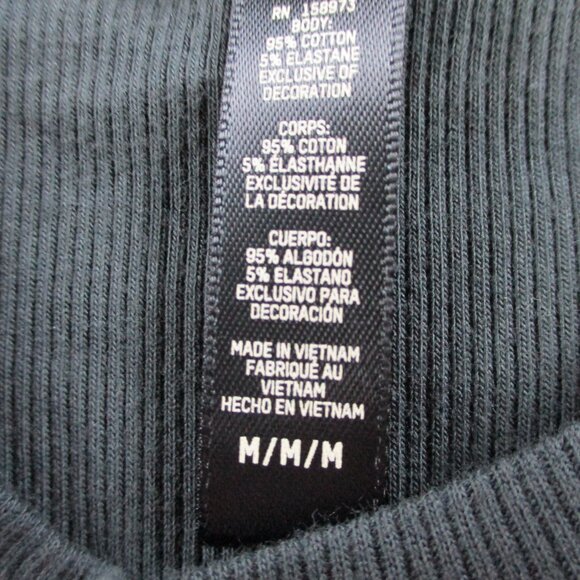 RN 158973
BODY:
95% COTTON
5% ELASTANE
EXCLUSIVE OF
DECORATION
CORPS:
95% COTON
5% ÉLASTHANNE
EXCLUSIVITÉ DE
LA DÉCORATION
CUERPO:
95% ALGODÓN
5% ELASTANO
EXCLUSIVO PARA
DECORACIÓN
MADE IN VIETNAM
FABRIQUÉ AU
VIETNAM
HECHO EN VIETNAM
M/M/M